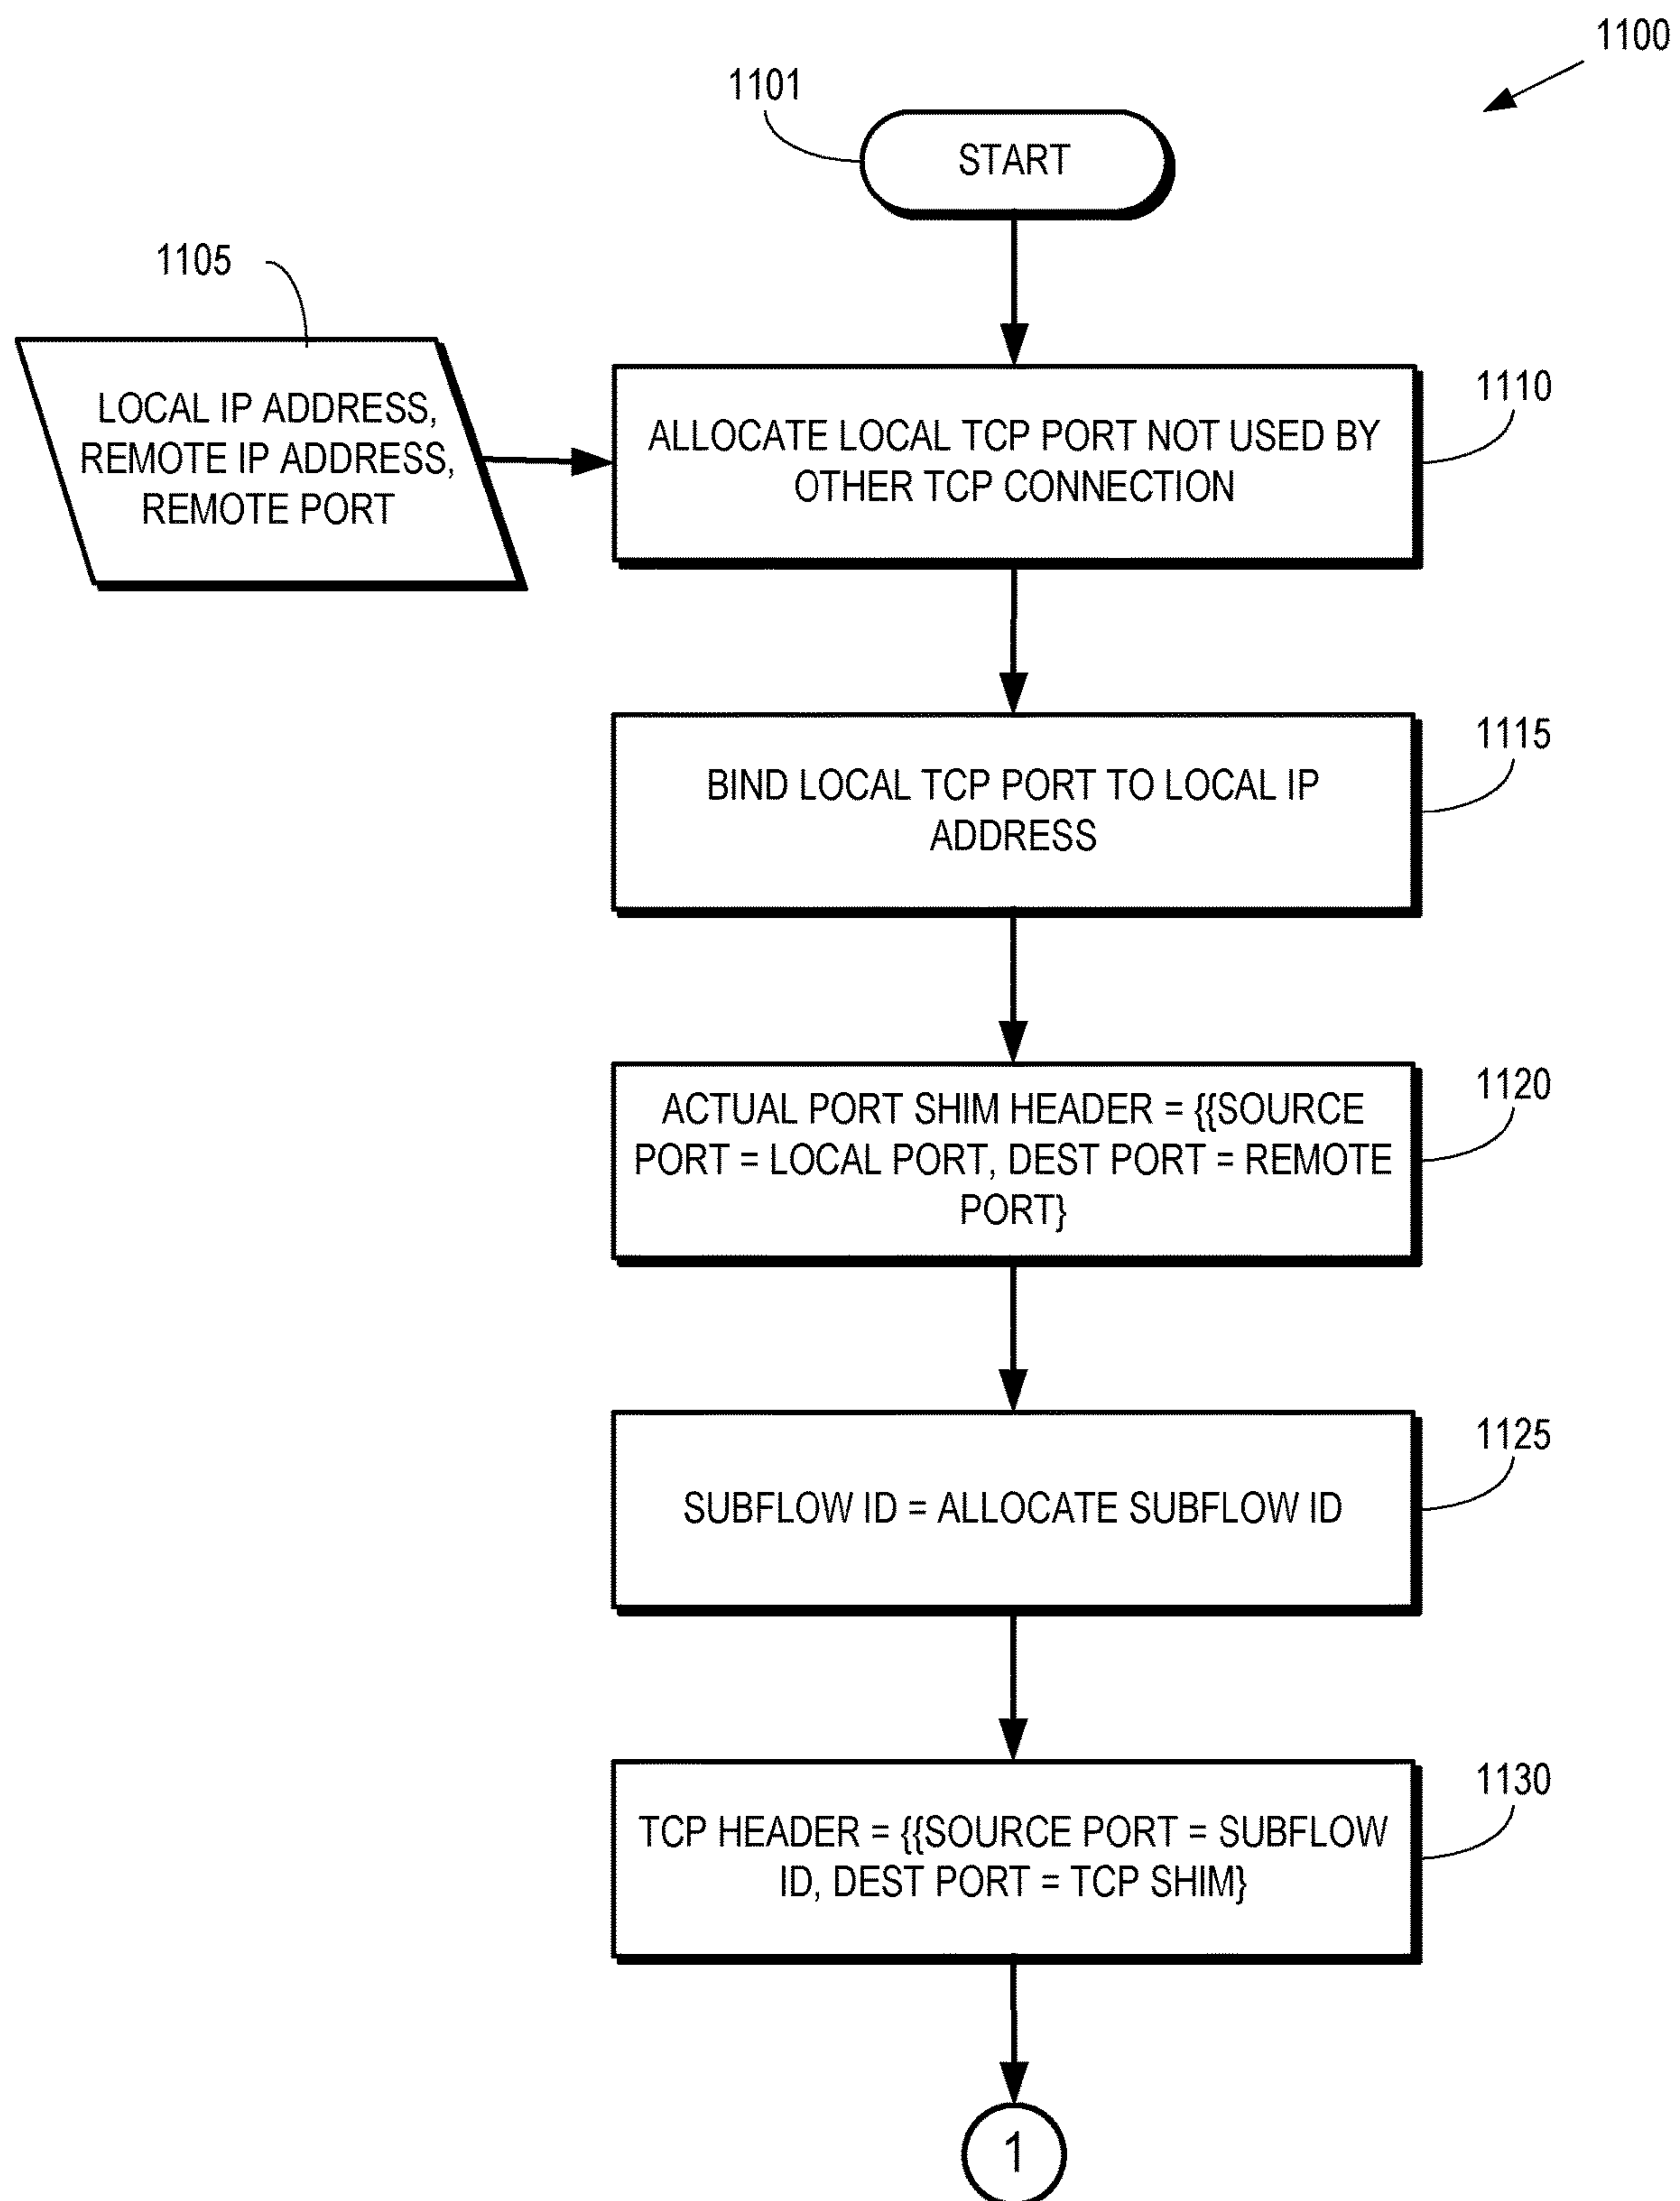 1100
1101
START
1105
LOCAL IP ADDRESS,
REMOTE IP ADDRESS,
REMOTE PORT
1110
ALLOCATE LOCAL TCP PORT NOT USED BY
OTHER TCP CONNECTION
1115
BIND LOCAL TCP PORT TO LOCAL IP
ADDRESS
1120
ACTUAL PORT SHIM HEADER = {{SOURCE
PORT = LOCAL PORT, DEST PORT = REMOTE
PORT}
1125
SUBFLOW ID = ALLOCATE SUBFLOW ID
1130
TCP HEADER = {{SOURCE PORT = SUBFLOW
ID, DEST PORT = TCP SHIM}
1